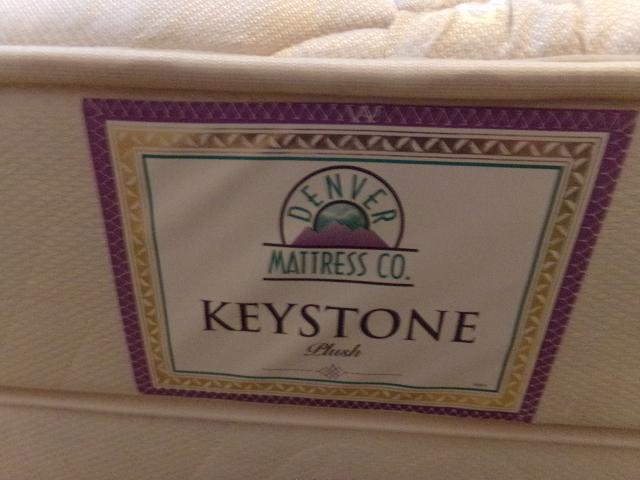 DENVER
MATTRESS CO.
KEYSTONE
Plush